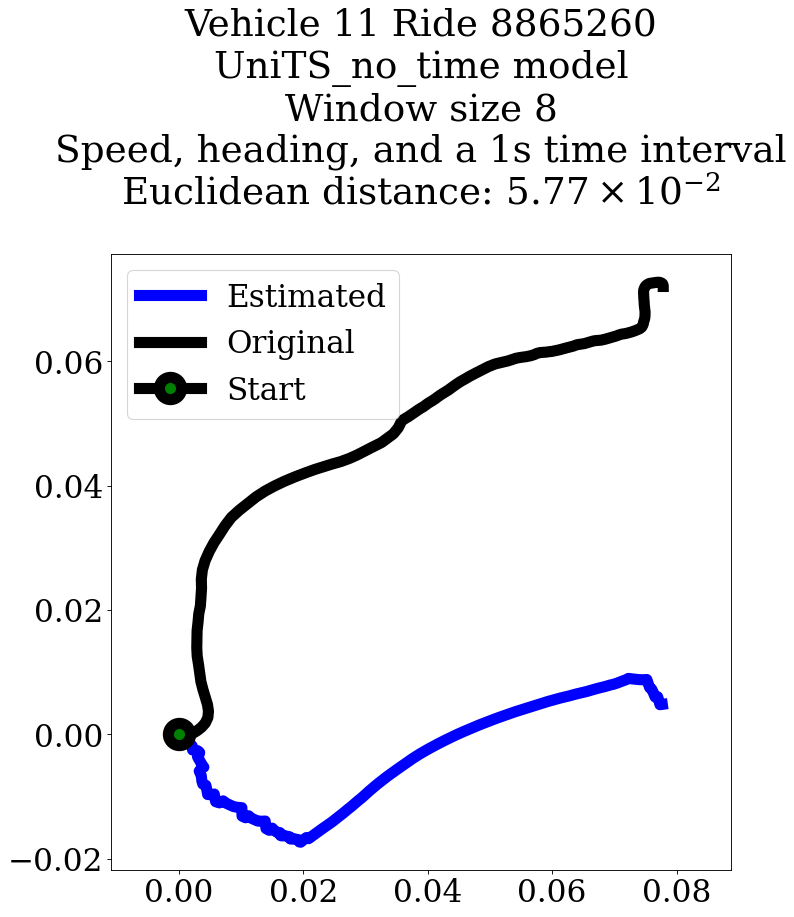 Vehicle 11 Ride 8865260
UniTS_no_time model
Window size 8
Speed, heading, and a 1s time interval
Euclidean distance: 5.77 × 10⁻²
Estimated
Original
Start
0.06
0.04
0.02
0.00
−0.02
0.00 0.02 0.04 0.06 0.08